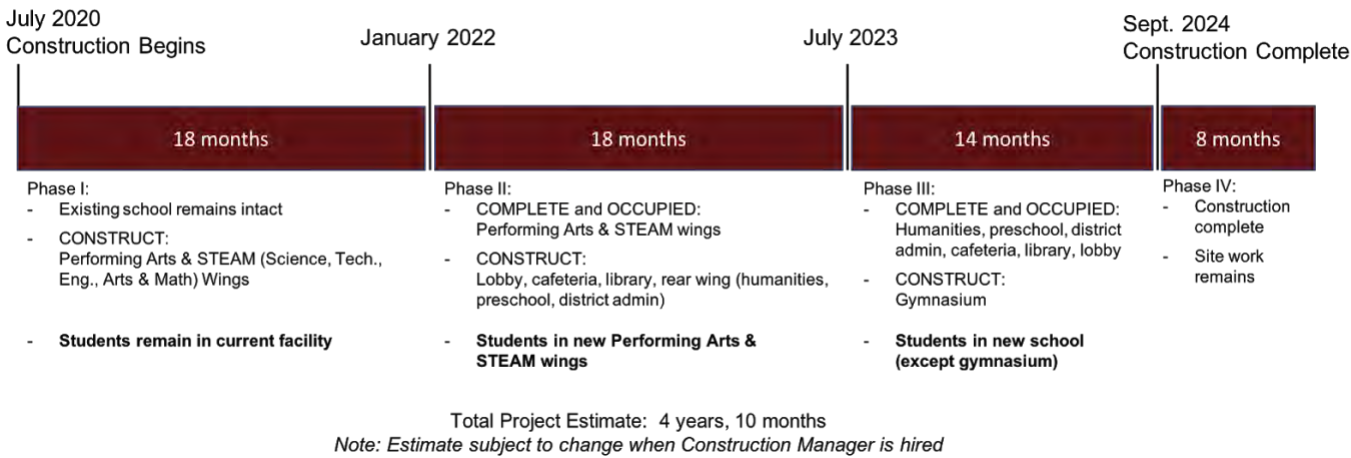 July 2020
Construction Begins
January 2022
July 2023
Sept. 2024
Construction Complete
18 months
18 months
14 months
8 months
Phase I:
- Existing school remains intact
- CONSTRUCT:
Performing Arts & STEAM (Science, Tech.,
Eng., Arts & Math) Wings
- Students remain in current facility
Phase II:
- COMPLETE and OCCUPIED:
Performing Arts & STEAM wings
- CONSTRUCT:
Lobby, cafeteria, library, rear wing (humanities,
preschool, district admin)
- Students in new Performing Arts &
STEAM wings
Phase III:
- COMPLETE and OCCUPIED:
Humanities, preschool, district
admin, cafeteria, library, lobby
- CONSTRUCT:
Gymnasium
- Students in new school
(except gymnasium)
Phase IV:
- Construction
complete
- Site work
remains
Total Project Estimate: 4 years, 10 months
Note: Estimate subject to change when Construction Manager is hired